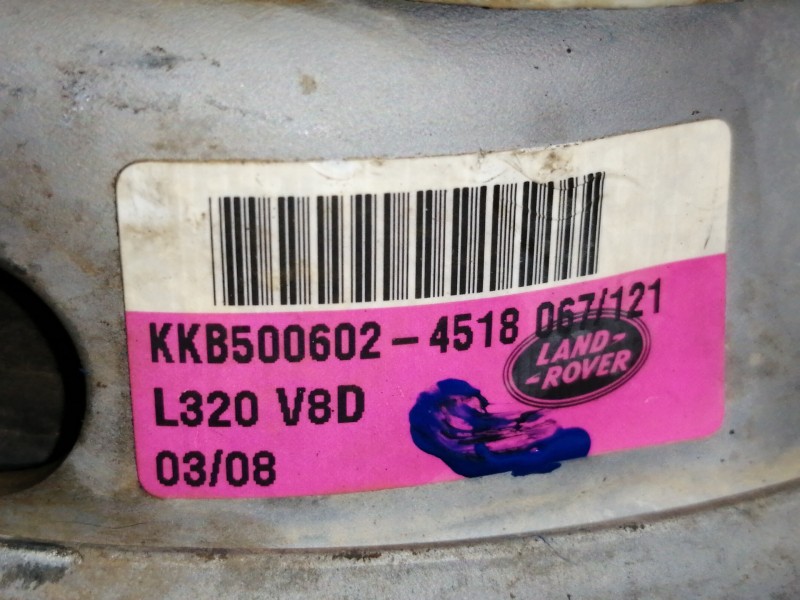 KKB500602-4518 067/121
LAND-
-ROVER
L320 V8D
03/08